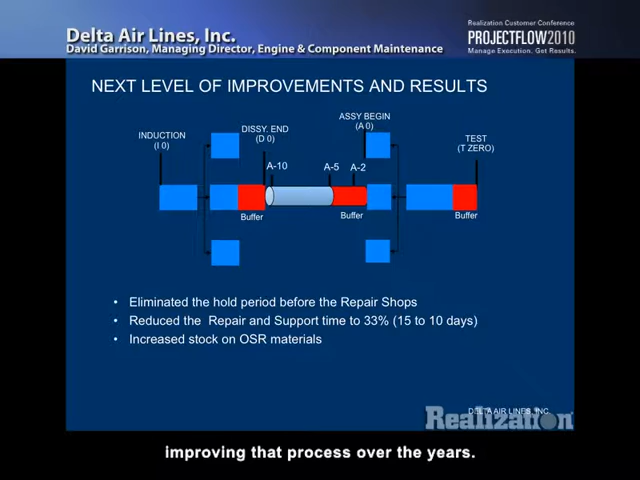 Delta Air Lines, Inc.
David Garrison, Managing Director, Engine & Component Maintenance
Realization Customer Conference
PROJECTFLOW2010
Manage Execution. Get Results.
NEXT LEVEL OF IMPROVEMENTS AND RESULTS
INDUCTION
(I 0)
DISSY. END
(D 0)
ASSY BEGIN
(A 0)
TEST
(T ZERO)
A-10
A-5
A-2
Buffer
Buffer
Buffer
• Eliminated the hold period before the Repair Shops
• Reduced the Repair and Support time to 33% (15 to 10 days)
• Increased stock on OSR materials
DELTA AIR LINES, INC.
Realization
improving that process over the years.